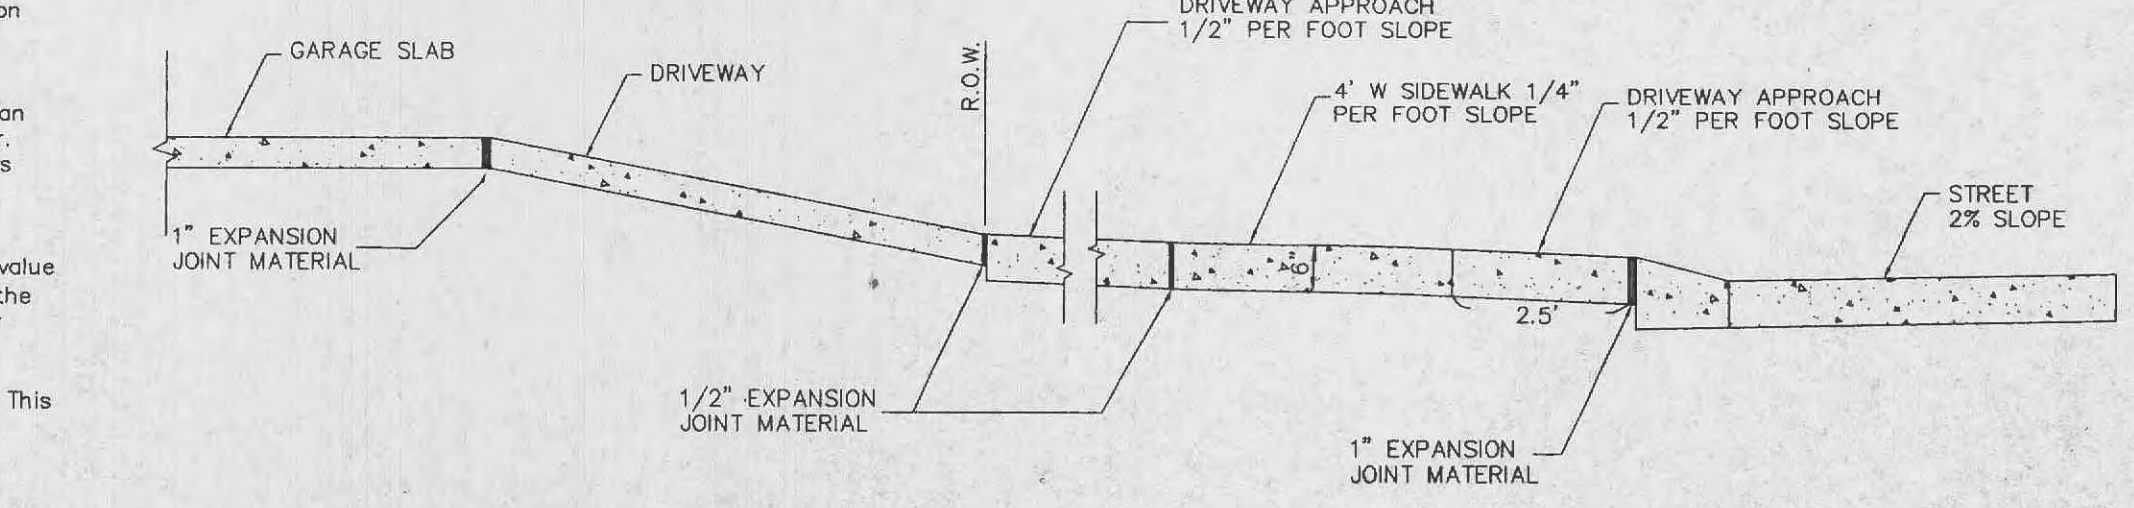 on
an
r.
s
value
the
This
GARAGE SLAB
DRIVEWAY
R.O.W.
DRIVEWAY APPROACH
1/2" PER FOOT SLOPE
4' W SIDEWALK 1/4"
PER FOOT SLOPE
DRIVEWAY APPROACH
1/2" PER FOOT SLOPE
STREET
2% SLOPE
1" EXPANSION
JOINT MATERIAL
6"
2.5'
1/2" EXPANSION
JOINT MATERIAL
1" EXPANSION
JOINT MATERIAL